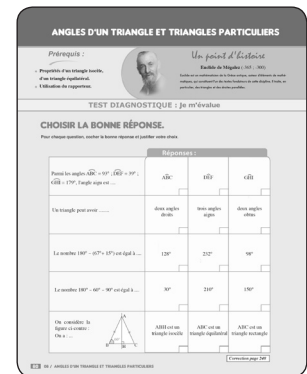 ANGLES D'UN TRIANGLE ET TRIANGLES PARTICULIERS
Prérequis :
Propriétés d'un triangle isocèle,
d'un triangle équilatéral.
Utilisation du rapporteur.
Un point d'histoire
TEST DIAGNOSTIQUE : je m'évalue
CHOISIR LA BONNE RÉPONSE.
Pour chaque question, cocher la bonne réponse et justifier votre choix.
Réponses :
Parmi les angles ABC = 93° ; DEF = 59° ;
GHI = 179°, l'angle aigu est ....
ABC
DEF
GHI
Un triangle peut avoir .......
deux angles droits
trois angles aigus
deux angles obtus
Le nombre 180° – (67°+ 15°) est égal à ....
128°
232°
98°
Le nombre 180° – 60° – 90° est égal à ....
30°
210°
150°
On considère la
figure ci-contre :
On a : ...
A
B
C
ABH est un triangle isocèle
ABC est un triangle équilatéral
ABC est un triangle rectangle
Correction page 240
ANGLES D'UN TRIANGLE ET TRIANGLES PARTICULIERS